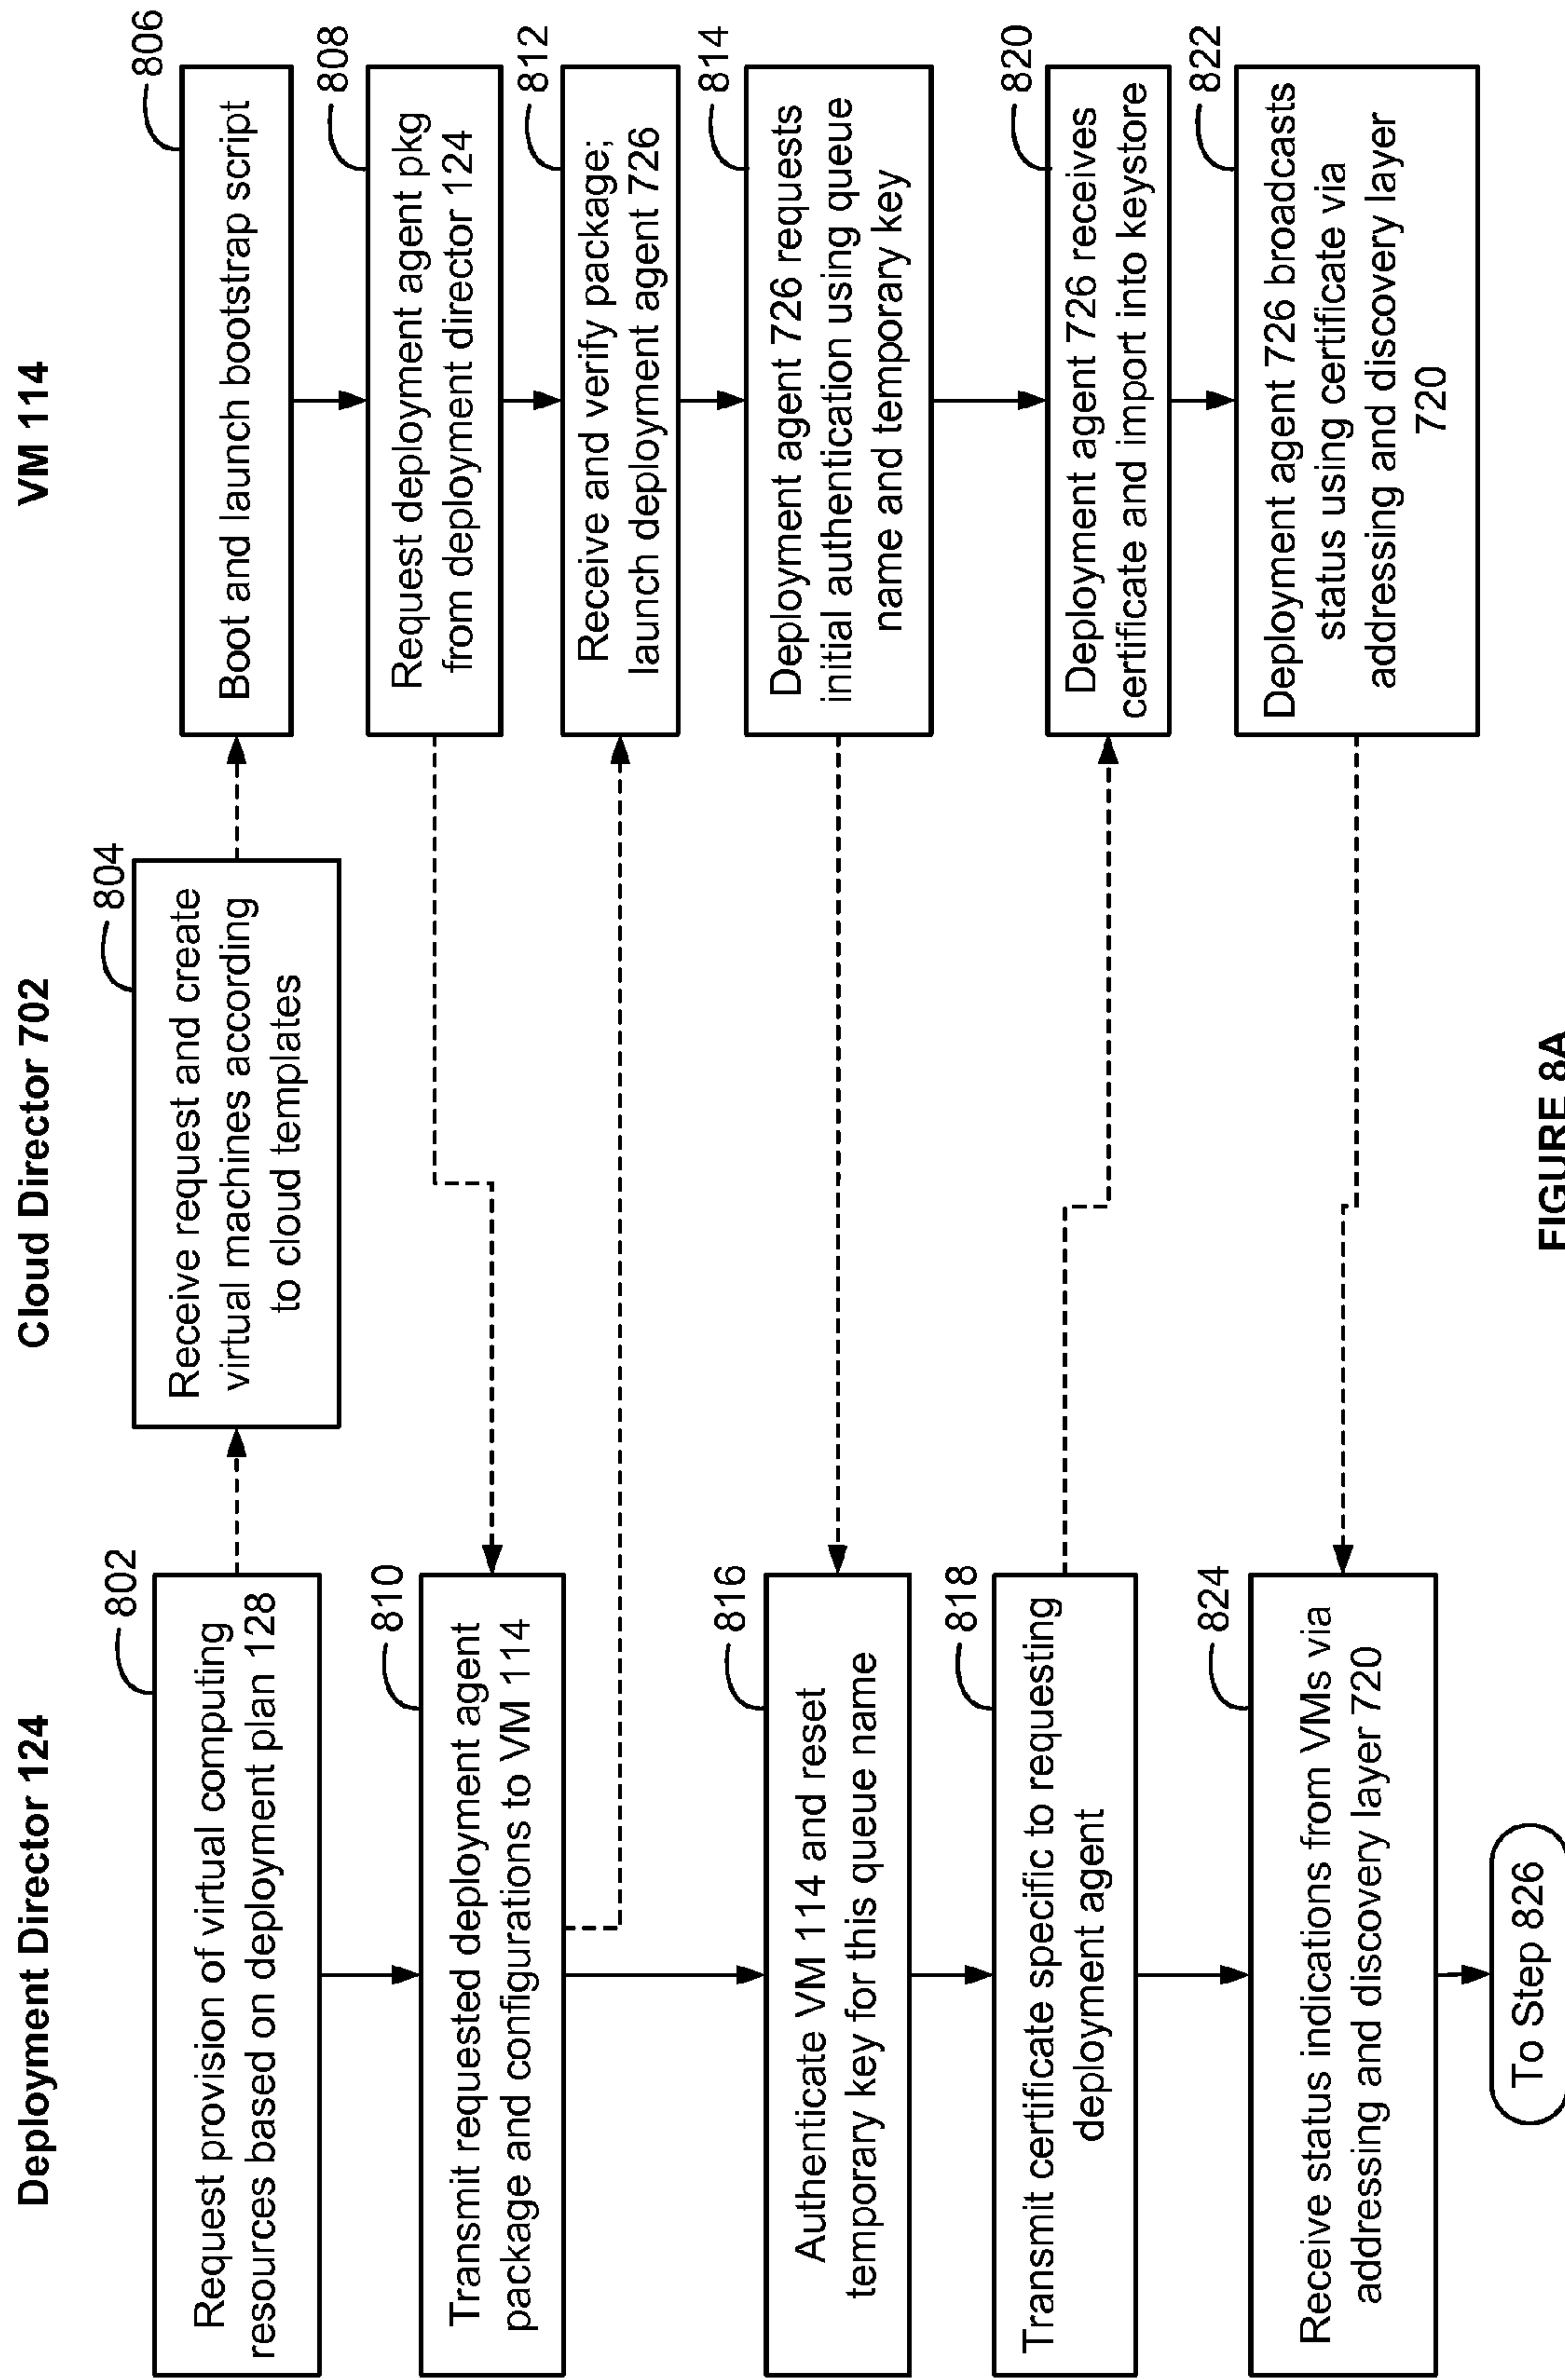 Deployment Director 124
Cloud Director 702
VM 114
802
Request provision of virtual computing
resources based on deployment plan 128
804
Receive request and create
virtual machines according
to cloud templates
806
Boot and launch bootstrap script
808
Request deployment agent pkg
from deployment director 124
810
Transmit requested deployment agent
package and configurations to VM 114
812
Receive and verify package;
launch deployment agent 726
814
Deployment agent 726 requests
initial authentication using queue
name and temporary key
816
Authenticate VM 114 and reset
temporary key for this queue name
818
Transmit certificate specific to requesting
deployment agent
820
Deployment agent 726 receives
certificate and import into keystore
822
Deployment agent 726 broadcasts
status using certificate via
addressing and discovery layer
720
824
Receive status indications from VMs via
addressing and discovery layer 720
To Step 826
FIGURE 8A